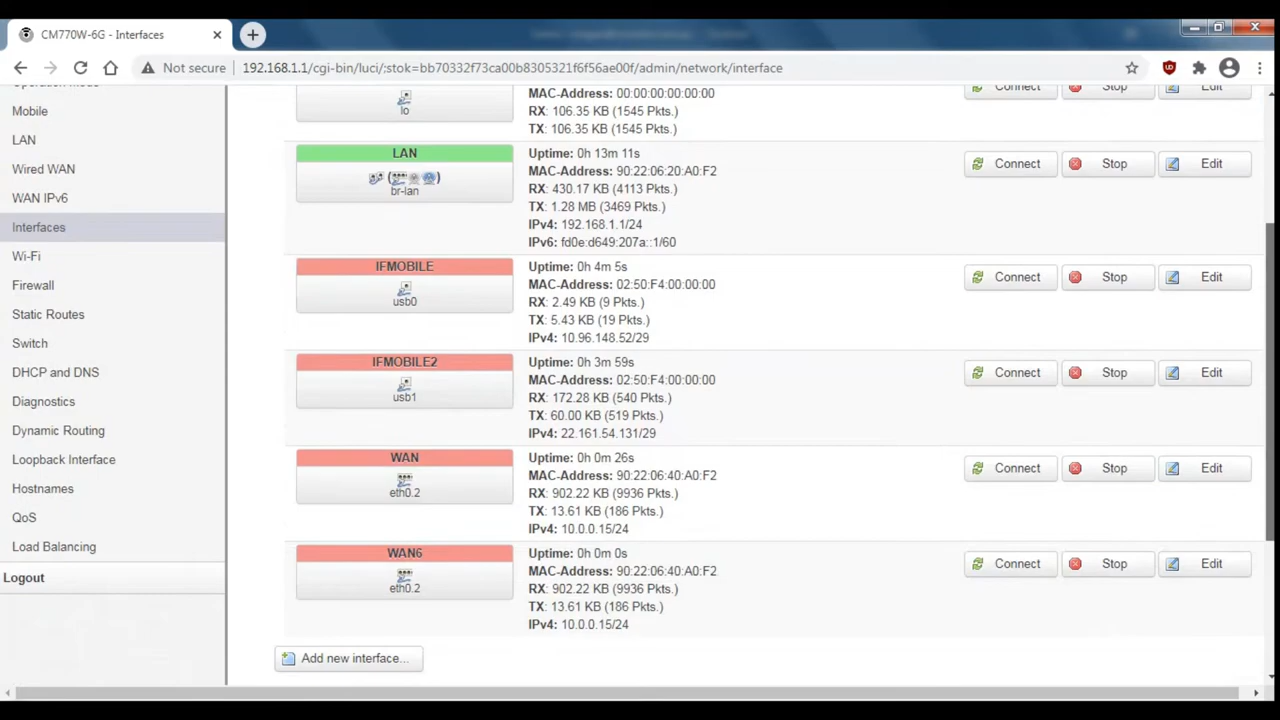 CM770W-6G - Interfaces
Not secure 192.168.1.1/cgi-bin/luci/;stok=bb70332f73ca00b8305321f6f56ae00f/admin/network/interface
Operation Mode
Mobile
LAN
Wired WAN
WAN IPv6
Interfaces
Wi-Fi
Firewall
Static Routes
Switch
DHCP and DNS
Diagnostics
Dynamic Routing
Loopback Interface
Hostnames
QoS
Load Balancing
Logout
lo
MAC-Address: 00:00:00:00:00:00
RX: 106.35 KB (1545 Pkts.)
TX: 106.35 KB (1545 Pkts.)
Connect Stop Edit
LAN
( )
br-lan
Uptime: 0h 13m 11s
MAC-Address: 90:22:06:20:A0:F2
RX: 430.17 KB (4113 Pkts.)
TX: 1.28 MB (3469 Pkts.)
IPv4: 192.168.1.1/24
IPv6: fd0e:d649:207a::1/60
Connect Stop Edit
IFMOBILE
usb0
Uptime: 0h 4m 5s
MAC-Address: 02:50:F4:00:00:00
RX: 2.49 KB (9 Pkts.)
TX: 5.43 KB (19 Pkts.)
IPv4: 10.96.148.52/29
Connect Stop Edit
IFMOBILE2
usb1
Uptime: 0h 3m 59s
MAC-Address: 02:50:F4:00:00:00
RX: 172.28 KB (540 Pkts.)
TX: 60.00 KB (519 Pkts.)
IPv4: 22.161.54.131/29
Connect Stop Edit
WAN
eth0.2
Uptime: 0h 0m 26s
MAC-Address: 90:22:06:40:A0:F2
RX: 902.22 KB (9936 Pkts.)
TX: 13.61 KB (186 Pkts.)
IPv4: 10.0.0.15/24
Connect Stop Edit
WAN6
eth0.2
Uptime: 0h 0m 0s
MAC-Address: 90:22:06:40:A0:F2
RX: 902.22 KB (9936 Pkts.)
TX: 13.61 KB (186 Pkts.)
IPv4: 10.0.0.15/24
Connect Stop Edit
Add new interface...